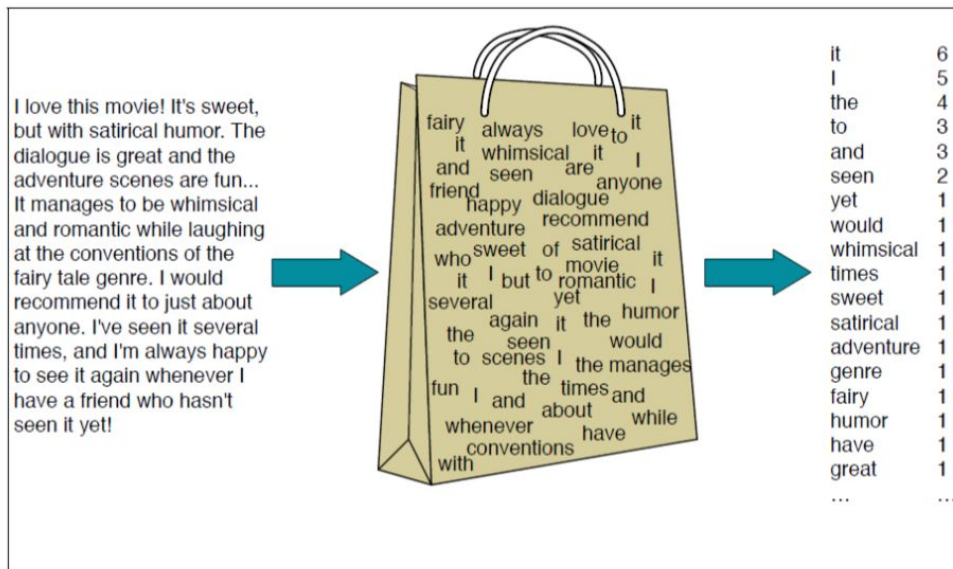 I love this movie! It's sweet,
but with satirical humor. The
dialogue is great and the
adventure scenes are fun...
It manages to be whimsical
and romantic while laughing
at the conventions of the
fairy tale genre. I would
recommend it to just about
anyone. I've seen it several
times, and I'm always happy
to see it again whenever I
have a friend who hasn't
seen it yet!
fairy always love to it
it whimsical it I
and seen are anyone
friend happy dialogue
adventure recommend
who sweet of satirical
it I but to movie it
romantic I
several yet
again it the humor
the seen would
to scenes I the manages
fun I and the times and
about while
whenever have
conventions
with
it 6
I 5
the 4
to 3
and 3
seen 2
yet 1
would 1
whimsical 1
times 1
sweet 1
satirical 1
adventure 1
genre 1
fairy 1
humor 1
have 1
great 1
... ...